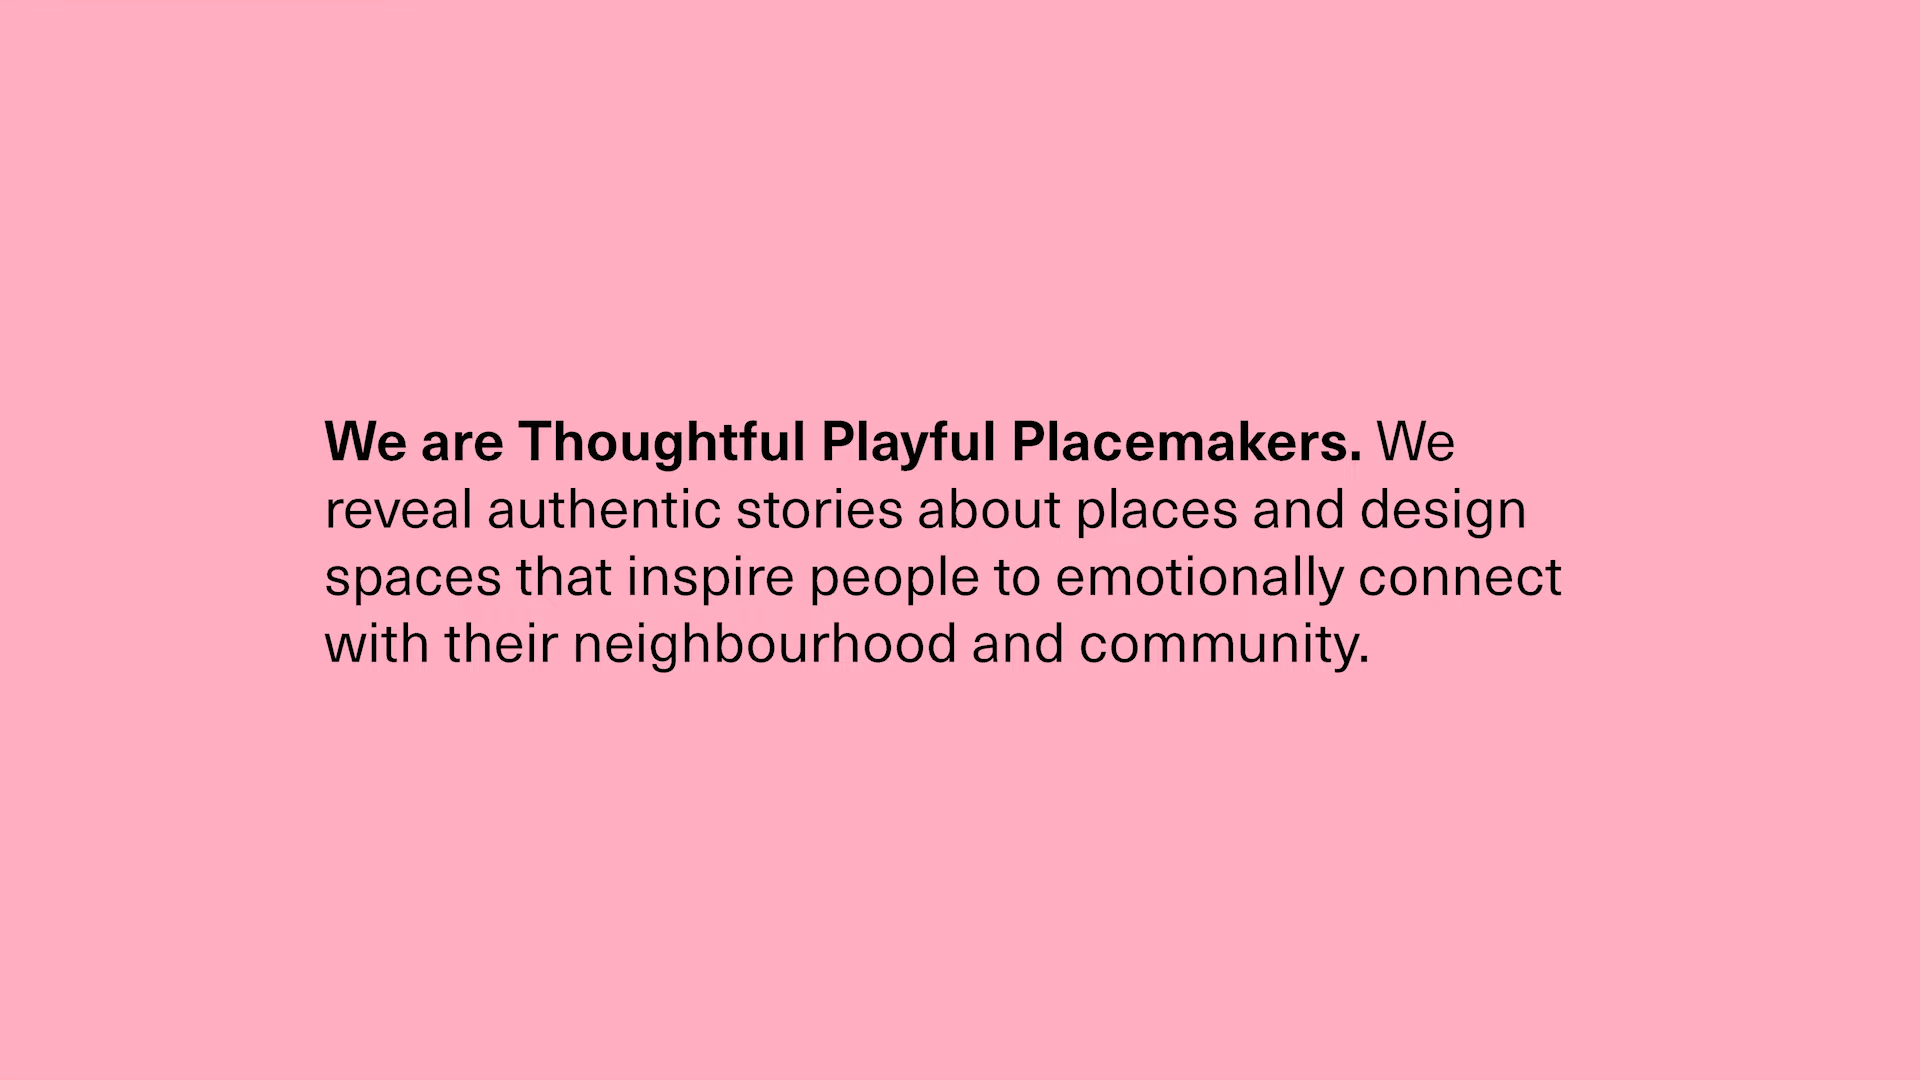 We are Thoughtful Playful Placemakers. We
reveal authentic stories about places and design
spaces that inspire people to emotionally connect
with their neighbourhood and community.